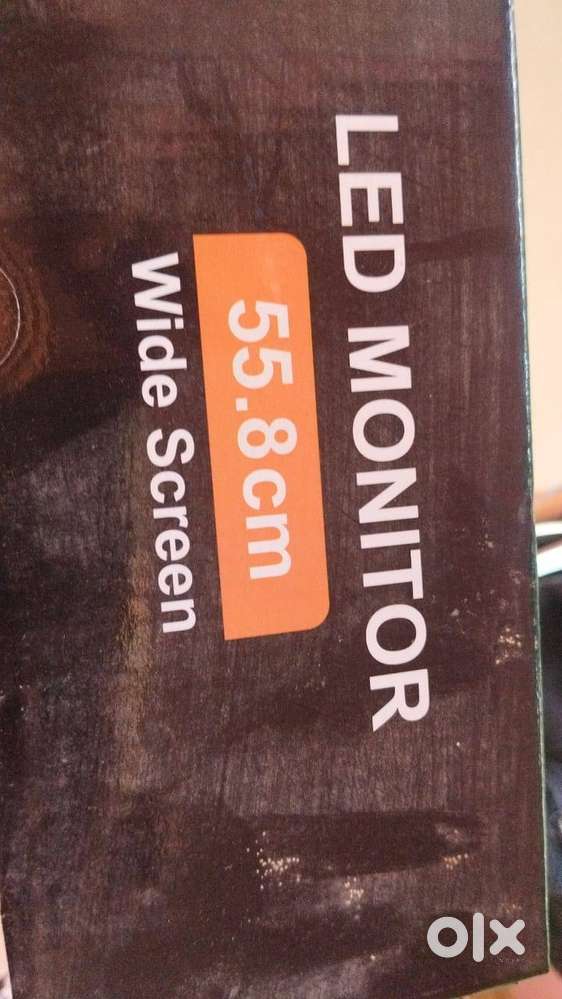 LED MONITOR
55.8cm
Wide Screen
olx